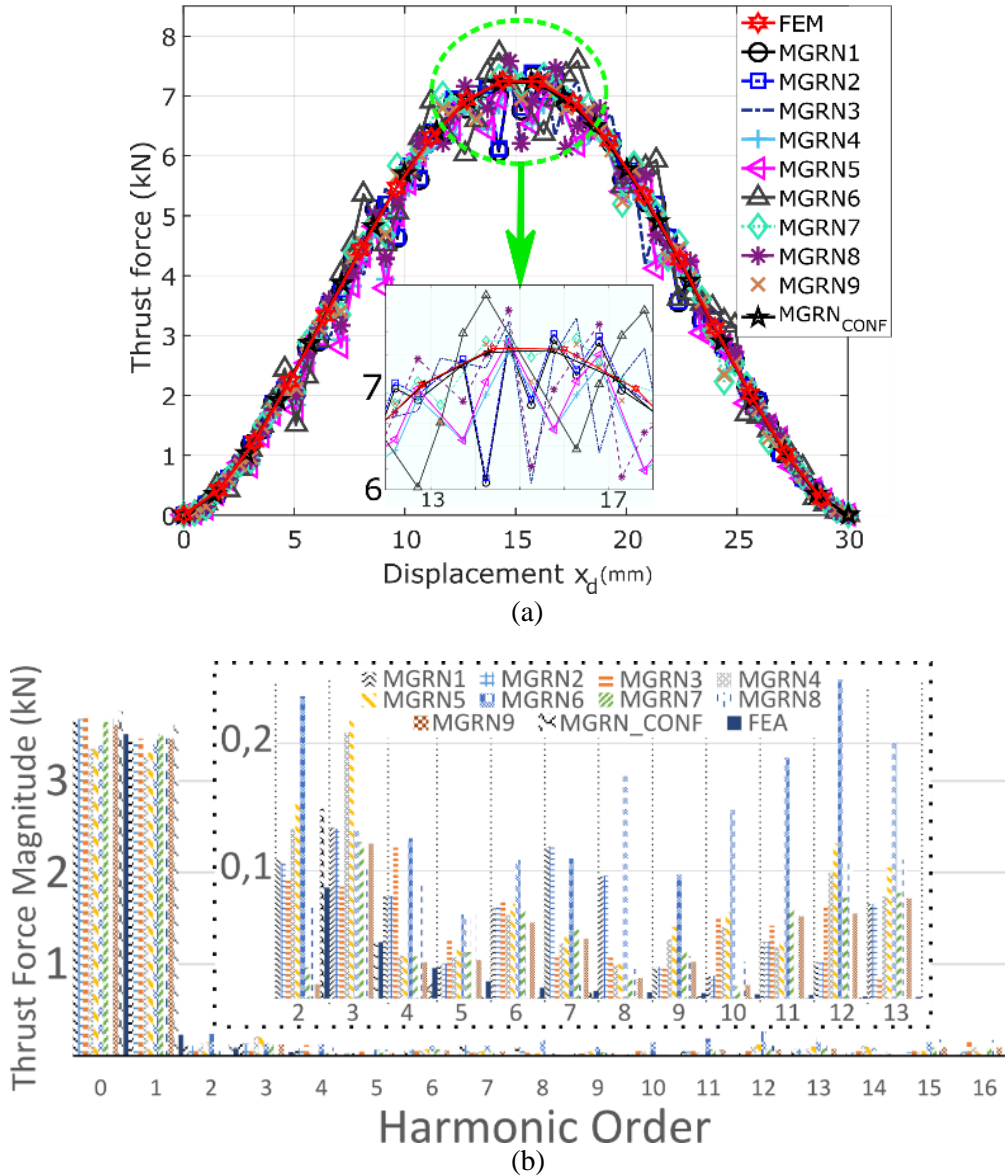 Thrust force (kN)
8
7
6
5
4
3
2
1
0
FEM
MGRN1
MGRN2
MGRN3
MGRN4
MGRN5
MGRN6
MGRN7
MGRN8
MGRN9
MGRN CONF
7
6
13 17
0 5 10 15 20 25 30
Displacement x d (mm)
(a)
Thrust Force Magnitude (kN)
3
2
1
MGRN1 MGRN2 MGRN3 MGRN4
MGRN5 MGRN6 MGRN7 MGRN8
MGRN9 MGRN_CONF FEA
0,2
0,1
2 3 4 5 6 7 8 9 10 11 12 13
0 1 2 3 4 5 6 7 8 9 10 11 12 13 14 15 16
Harmonic Order
(b)